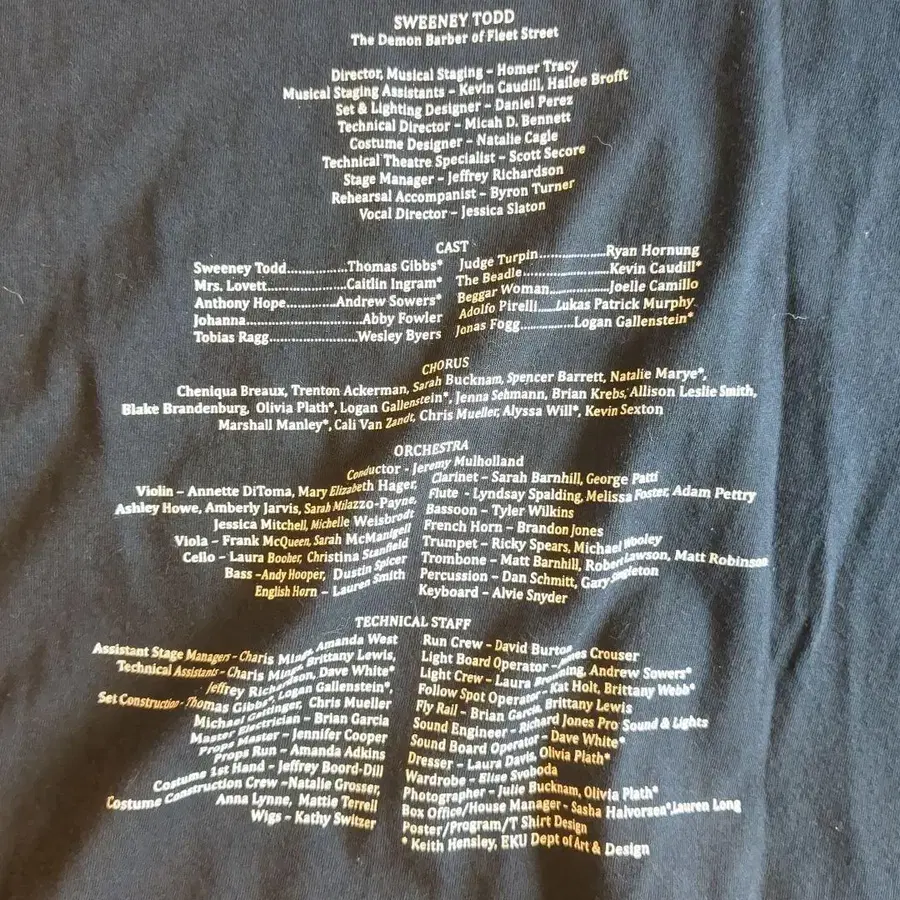 SWEENEY TODD
The Demon Barber of Fleet Street
Director, Musical Staging – Homer Tracy
Musical Staging Assistants – Kevin Caudill, Hailee Brofft
Set & Lighting Designer – Daniel Perez
Technical Director – Micah D. Bennett
Costume Designer – Natalie Cagle
Technical Theatre Specialist – Scott Secore
Stage Manager – Jeffrey Richardson
Rehearsal Accompanist – Byron Turner
Vocal Director – Jessica Slaton
CAST
Sweeney Todd...............Thomas Gibbs*
Mrs. Lovett....................Caitlin Ingram*
Anthony Hope.............Andrew Sowers*
Johanna.............................Abby Fowler
Tobias Ragg......................Wesley Byers
Judge Turpin.................Ryan Hornung
The Beadle.....................Kevin Caudill*
Beggar Woman...............Joelle Camillo
Adolfo Pirelli.....Lukas Patrick Murphy
Jonas Fogg.............Logan Gallenstein*
CHORUS
Cheniqua Breaux, Trenton Ackerman, Sarah Bucknam, Spencer Barrett, Natalie Marye*,
Blake Brandenburg, Olivia Plath*, Logan Gallenstein*, Jenna Sehmann, Brian Krebs, Allison Leslie Smith,
Marshall Manley*, Cali Van Zandt, Chris Mueller, Alyssa Will*, Kevin Sexton
ORCHESTRA
Conductor - Jeremy Mulholland
Violin – Annette DiToma, Mary Elizabeth Hager,
Ashley Howe, Amberly Jarvis, Sarah Milazzo-Payne,
Jessica Mitchell, Michelle Weisbrodt
Viola – Frank McQueen, Sarah McManigell
Cello – Laura Booher, Christina Stanfield
Bass –Andy Hooper, Dustin Spicer
English Horn – Lauren Smith
Clarinet – Sarah Barnhill, George Patti
Flute – Lyndsay Spalding, Melissa Foster, Adam Pettry
Bassoon – Tyler Wilkins
French Horn – Brandon Jones
Trumpet – Ricky Spears, Michael Wooley
Trombone – Matt Barnhill, Robert Lawson, Matt Robinson
Percussion – Dan Schmitt, Gary Singleton
Keyboard – Alvie Snyder
TECHNICAL STAFF
Assistant Stage Managers – Charis Mings, Amanda West
Technical Assistants – Charis Mings, Brittany Lewis,
Jeffrey Richardson, Dave White*
Set Construction – Thomas Gibbs*, Logan Gallenstein*,
Michael Gattinger, Chris Mueller
Master Electrician – Brian Garcia
Props Master – Jennifer Cooper
Props Run – Amanda Adkins
Costume 1st Hand – Jeffrey Boord-Dill
Costume Construction Crew –Natalie Grosser,
Anna Lynne, Mattie Terrell
Wigs – Kathy Switzer
Run Crew – David Burton, Crouser
Light Board Operator –
Light Crew – Laura Andrew Sowers*
Follow Spot Operator– Kat Holt, Brittany Webb*
Fly Rail – Brian Garcia, Brittany Lewis
Sound Engineer – Richard Jones Pro Sound & Lights
Sound Board Operator – Dave White*
Dresser – Laura Davis, Olivia Plath*
Wardrobe – Elise Svoboda
Photographer – Julie Bucknam, Olivia Plath*
Box Office/House Manager – Sasha Halvorsen*,Lauren Long
Poster/Program/T Shirt Design
* Keith Hensley, EKU Dept of Art & Design